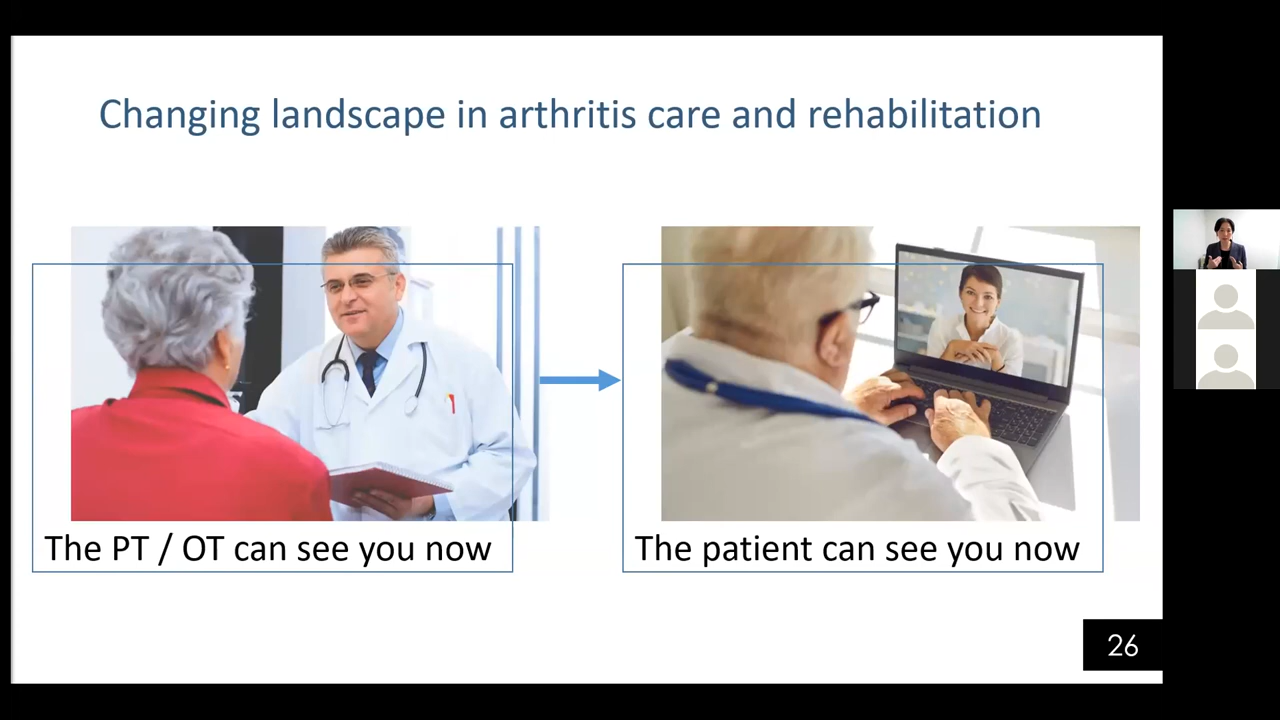 Changing landscape in arthritis care and rehabilitation
The PT / OT can see you now
The patient can see you now
26